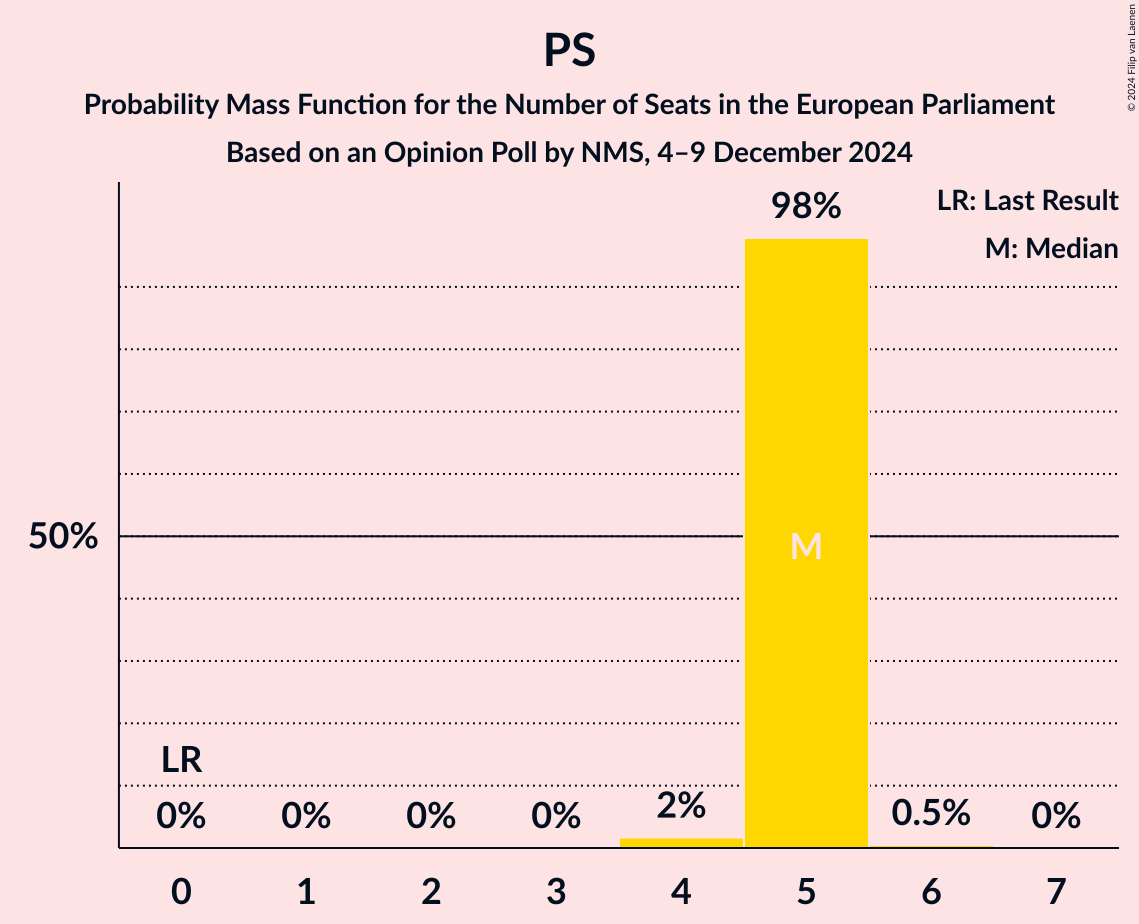 PS
Probability Mass Function for the Number of Seats in the European Parliament
Based on an Opinion Poll by NMS, 4–9 December 2024
© 2024 Filip van Laenen
LR: Last Result
M: Median
98%
50%
M
LR
0% 0% 0% 0% 2% 0.5% 0%
0 1 2 3 4 5 6 7